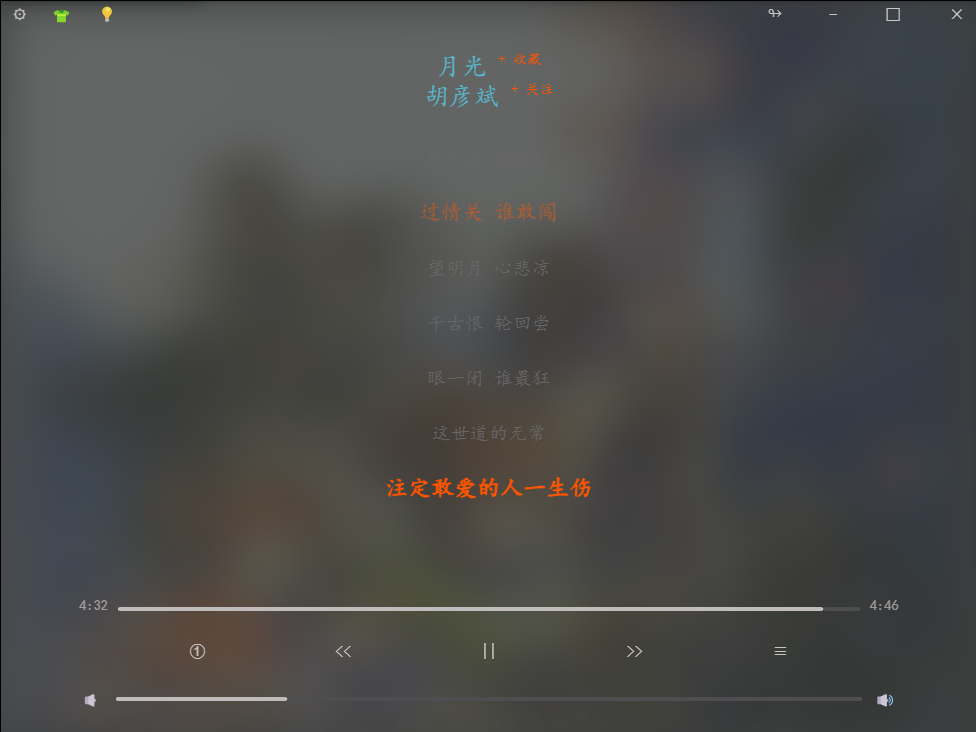 月光 + 收藏
胡彦斌 + 关注
过情关 谁敢闯
望明月 心悲凉
千古恨 轮回尝
眼一闭 谁最狂
这世道的无常
注定敢爱的人一生伤
4:32 4:46
①